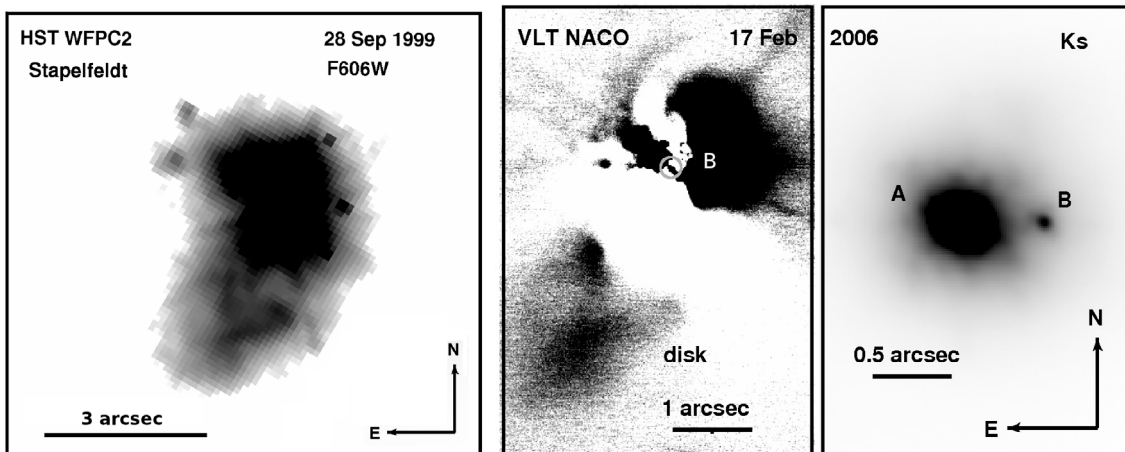 HST WFPC2 28 Sep 1999
Stapelfeldt F606W
3 arcsec
N
E
VLT NACO 17 Feb
B
disk
1 arcsec
2006 Ks
A
B
0.5 arcsec
N
E